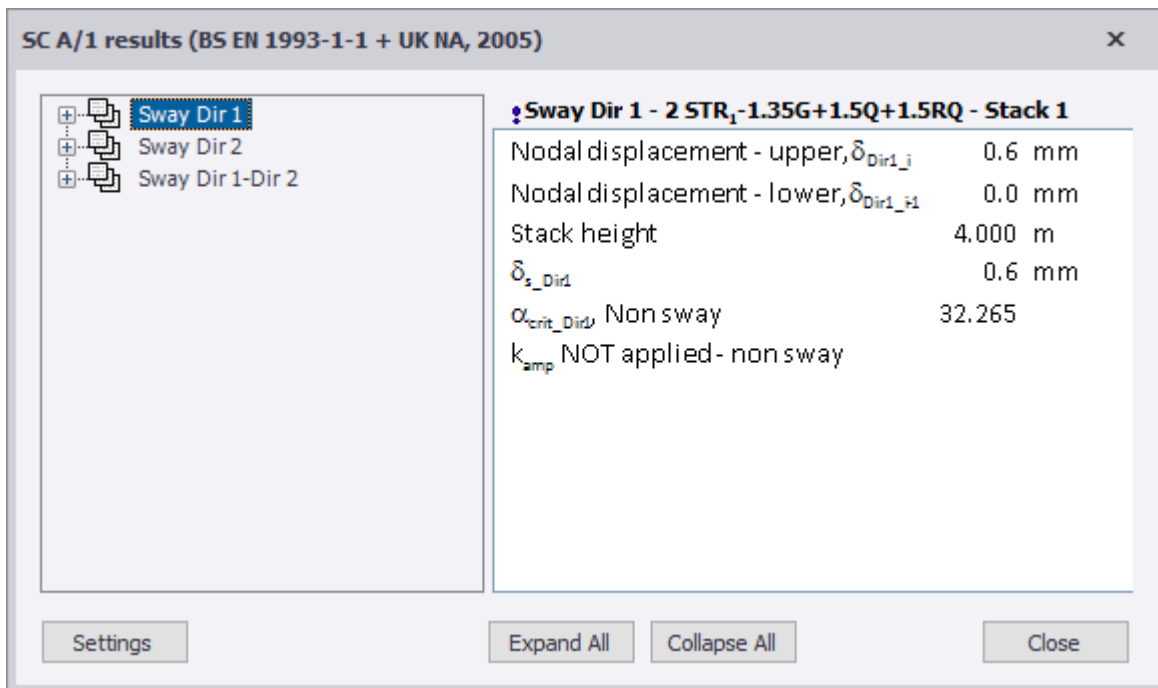 SC A/1 results (BS EN 1993-1-1 + UK NA, 2005)
Sway Dir 1
Sway Dir 2
Sway Dir 1-Dir 2
Sway Dir 1 - 2 STR₁-1.35G+1.5Q+1.5RQ - Stack 1
Nodal displacement - upper, δDir1_i 0.6 mm
Nodal displacement - lower, δDir1_i-1 0.0 mm
Stack height 4.000 m
δs_Dir1 0.6 mm
αcrit_Dir1, Non sway 32.265
kamp NOT applied - non sway
Settings
Expand All
Collapse All
Close